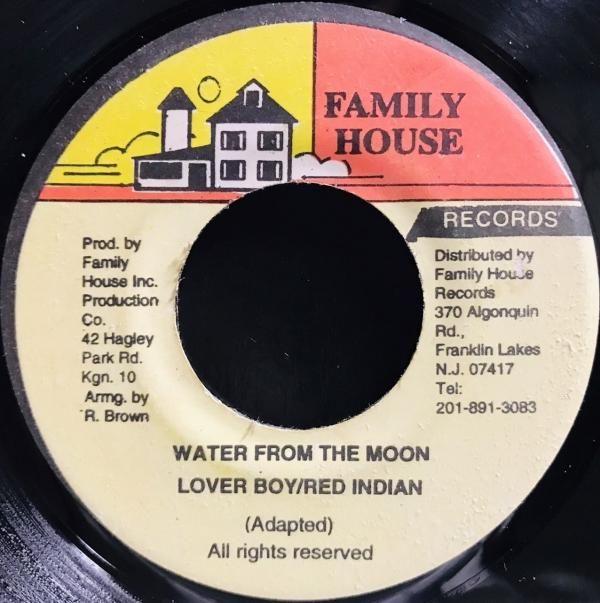 FAMILY
HOUSE
RECORDS
Prod. by
Family
House Inc.
Production
Co.
42 Hagley
Park Rd.
Kgn. 10
Arrng. by
R. Brown
Distributed by
Family House
Records
370 Algonquin
Rd.,
Franklin Lakes
N.J. 07417
Tel:
201-891-3083
WATER FROM THE MOON
LOVER BOY/RED INDIAN
(Adapted)
All rights reserved